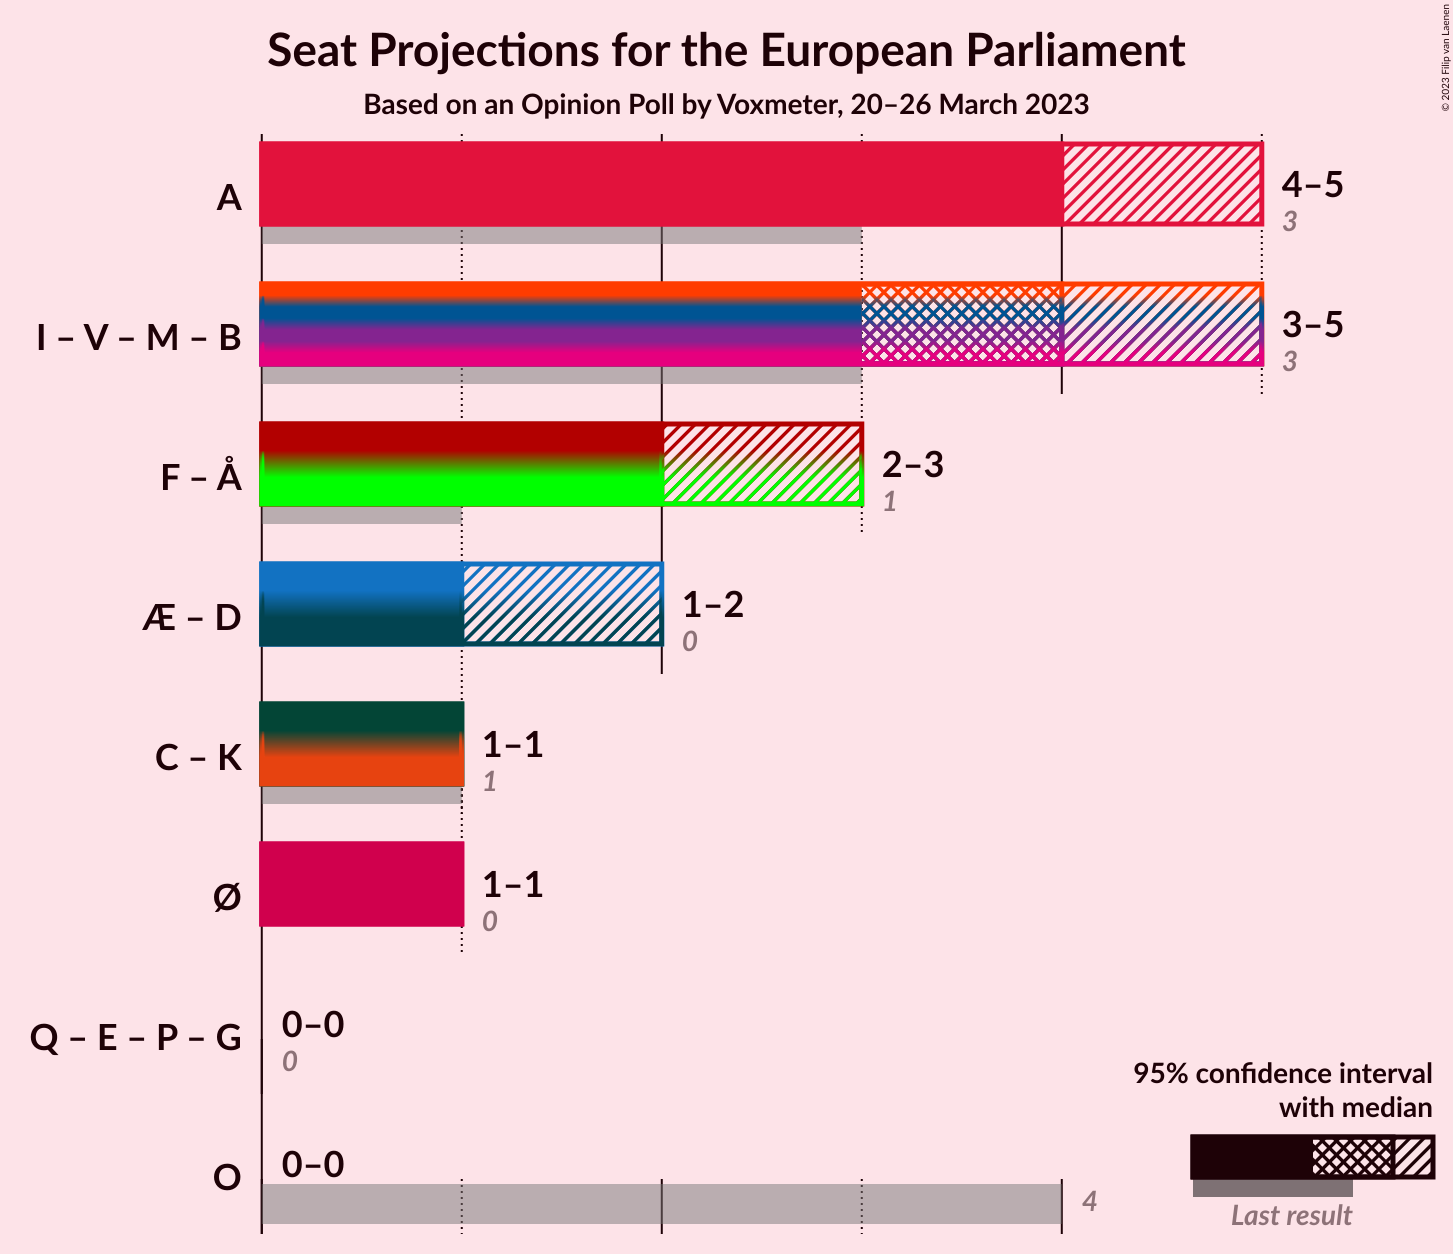 Seat Projections for the European Parliament
Based on an Opinion Poll by Voxmeter, 20–26 March 2023
© 2023 Filip van Laenen
A
4–5
3
I – V – M – B
3–5
3
F – Å
2–3
1
Æ – D
1–2
0
C – K
1–1
1
Ø
1–1
0
Q – E – P – G
0–0
0
O
0–0
4
95% confidence interval
with median
Last result